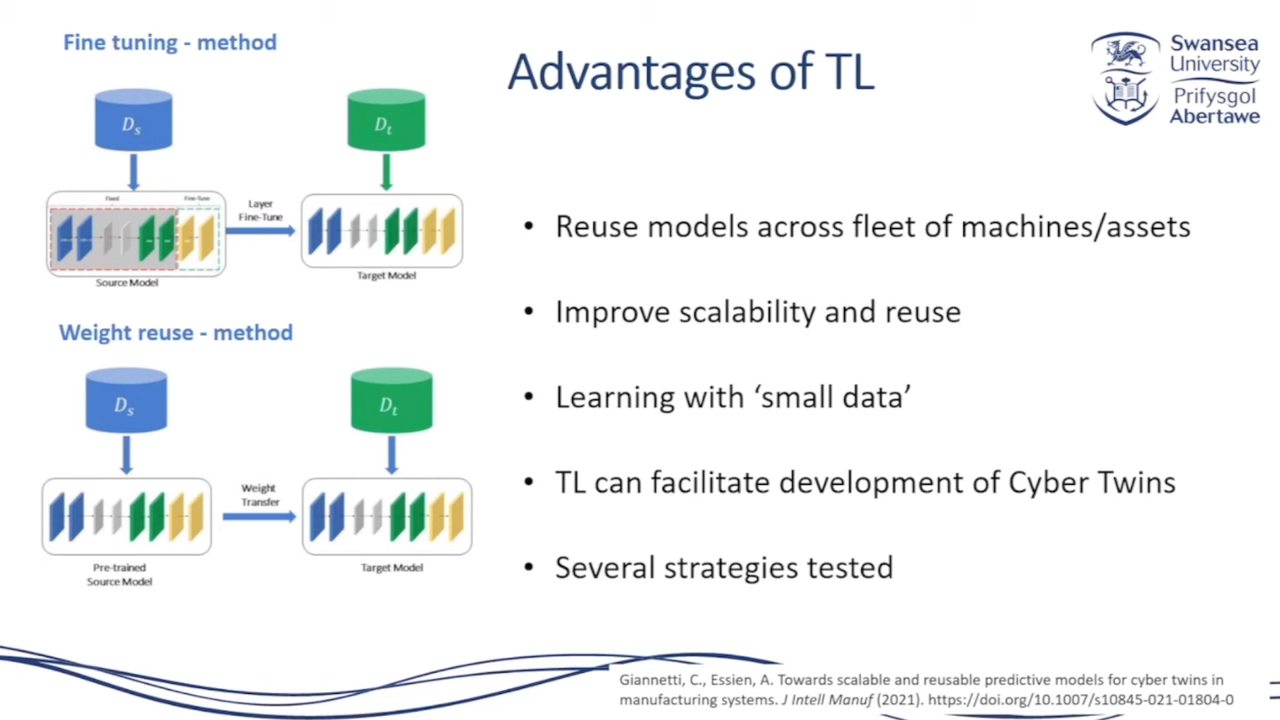 Fine tuning - method
Advantages of TL
Swansea
University
Prifysgol
Abertawe
Ds
Dt
Fixed
Fine-Tune
Layer
Fine-Tune
Source Model
Target Model
Weight reuse - method
Ds
Dt
Weight
Transfer
Pre-trained
Source Model
Target Model
• Reuse models across fleet of machines/assets
• Improve scalability and reuse
• Learning with ‘small data’
• TL can facilitate development of Cyber Twins
• Several strategies tested
Giannetti, C., Essien, A. Towards scalable and reusable predictive models for cyber twins in
manufacturing systems. J Intell Manuf (2021). https://doi.org/10.1007/s10845-021-01804-0